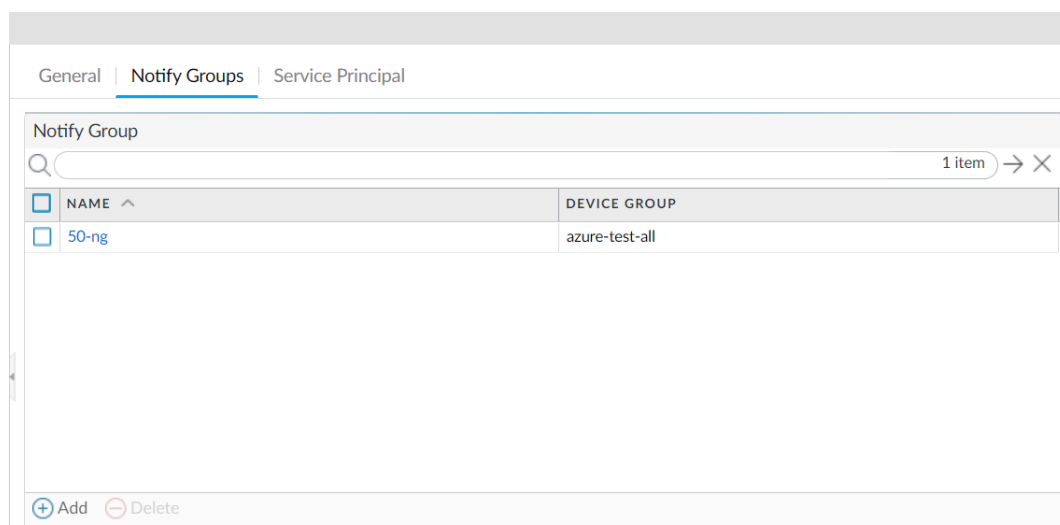 General Notify Groups Service Principal
Notify Group
1 item
NAME DEVICE GROUP
50-ng azure-test-all
Add Delete